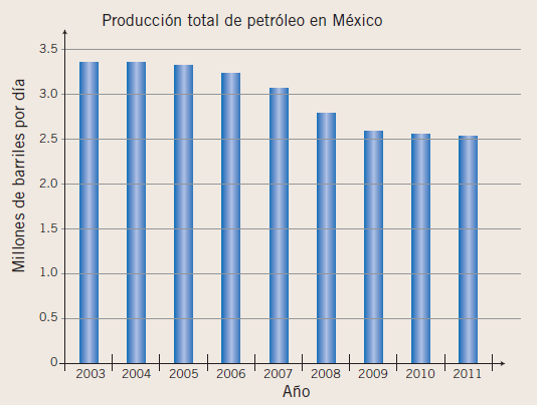 Producción total de petróleo en México
Millones de barriles por día
3.5
3.0
2.5
2.0
1.5
1.0
0.5
0
2003 2004 2005 2006 2007 2008 2009 2010 2011
Año